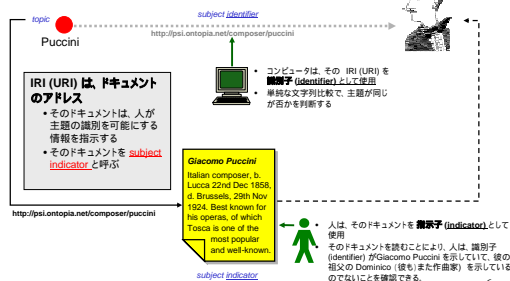 topic
subject identifier
Puccini
http://psi.ontopia.net/composer/puccini
IRI (URI) は、ドキュメント
のアドレス
• そのドキュメントは、人が
主題の識別を可能にする
情報を指示する
• そのドキュメントを subject
indicator と呼ぶ
• コンピュータは、その IRI (URI) を
識別子 (identifier) として使用
• 単純な文字列比較で、主題が同じ
か否かを判断する
Giacomo Puccini
Italian composer, b.
Lucca 22nd Dec 1858,
d. Brussels, 29th Nov
1924. Best known for
his operas, of which
Tosca is one of the
most popular
and well-known.
http://psi.ontopia.net/composer/puccini
subject indicator
• 人は、そのドキュメントを 指示子 (indicator) として
使用
• そのドキュメントを読むことにより、人は、識別子
(identifier) がGiacomo Puccini を示していて、彼の
祖父の Dominico (彼も)また作曲家) を示している
のでないことを確認できる。